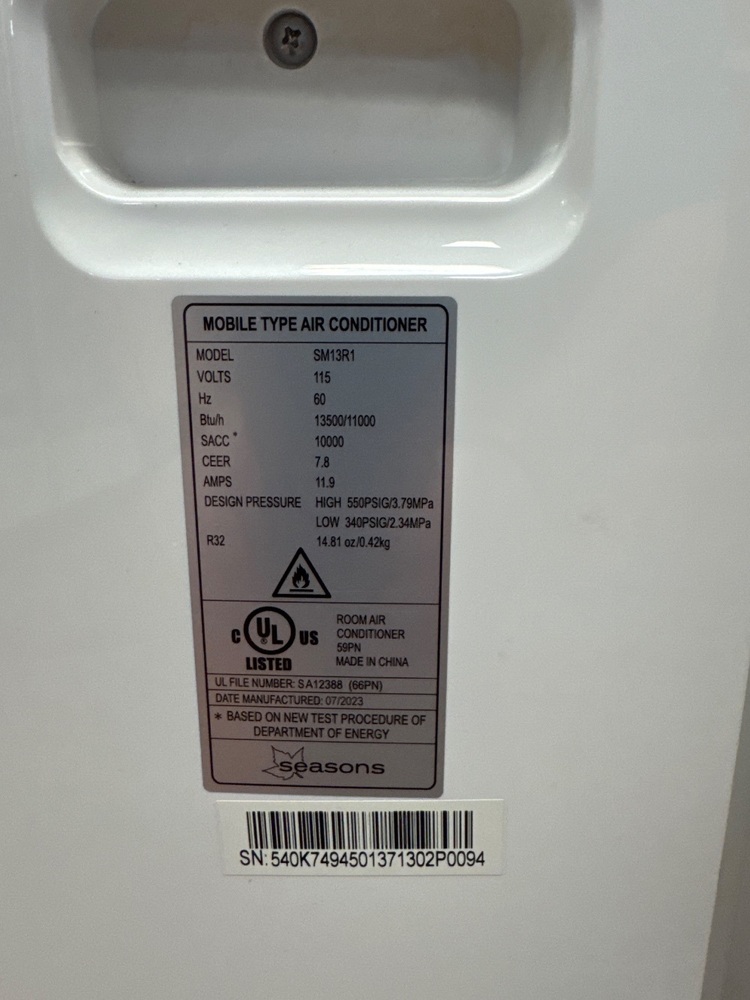 MOBILE TYPE AIR CONDITIONER
MODEL SM13R1
VOLTS 115
Hz 60
Btu/h 13500/11000
SACC * 10000
CEER 7.8
AMPS 11.9
DESIGN PRESSURE HIGH 550PSIG/3.79MPa
LOW 340PSIG/2.34MPa
R32 14.81 oz/0.42kg
C UL US
LISTED
ROOM AIR
CONDITIONER
59PN
MADE IN CHINA
UL FILE NUMBER: SA12388 (66PN)
DATE MANUFACTURED: 07/2023
* BASED ON NEW TEST PROCEDURE OF
DEPARTMENT OF ENERGY
seasons
SN: 540K7494501371302P0094